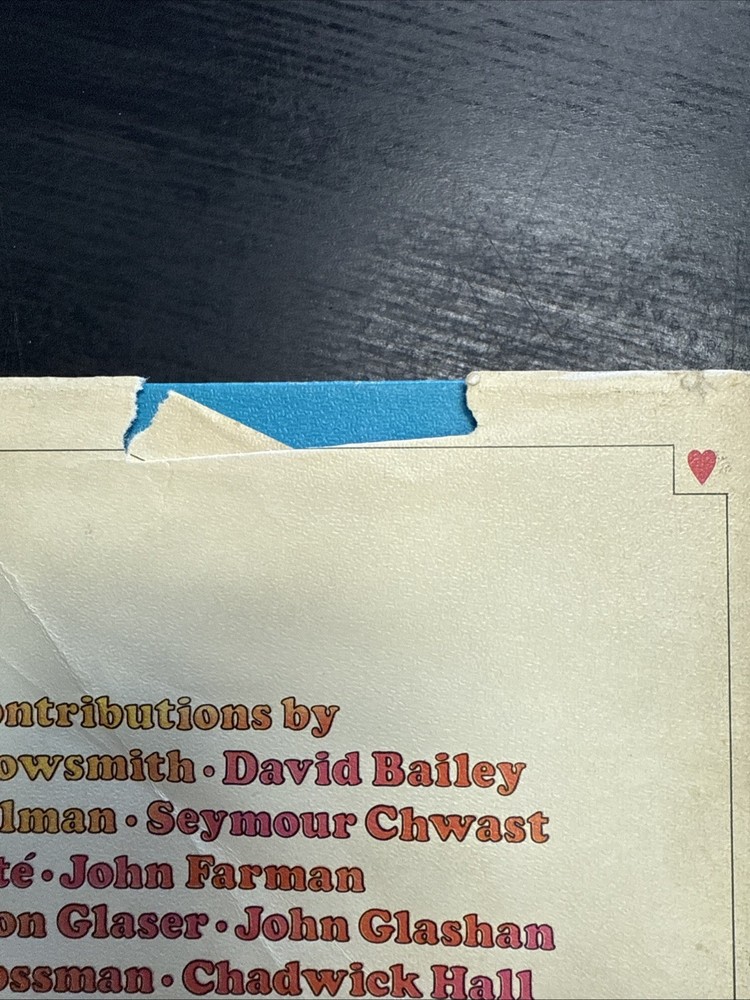 ontributions by
owsmith · David Bailey
lman · Seymour Chwast
té · John Farman
on Glaser · John Glashan
ossman · Chadwick Hall